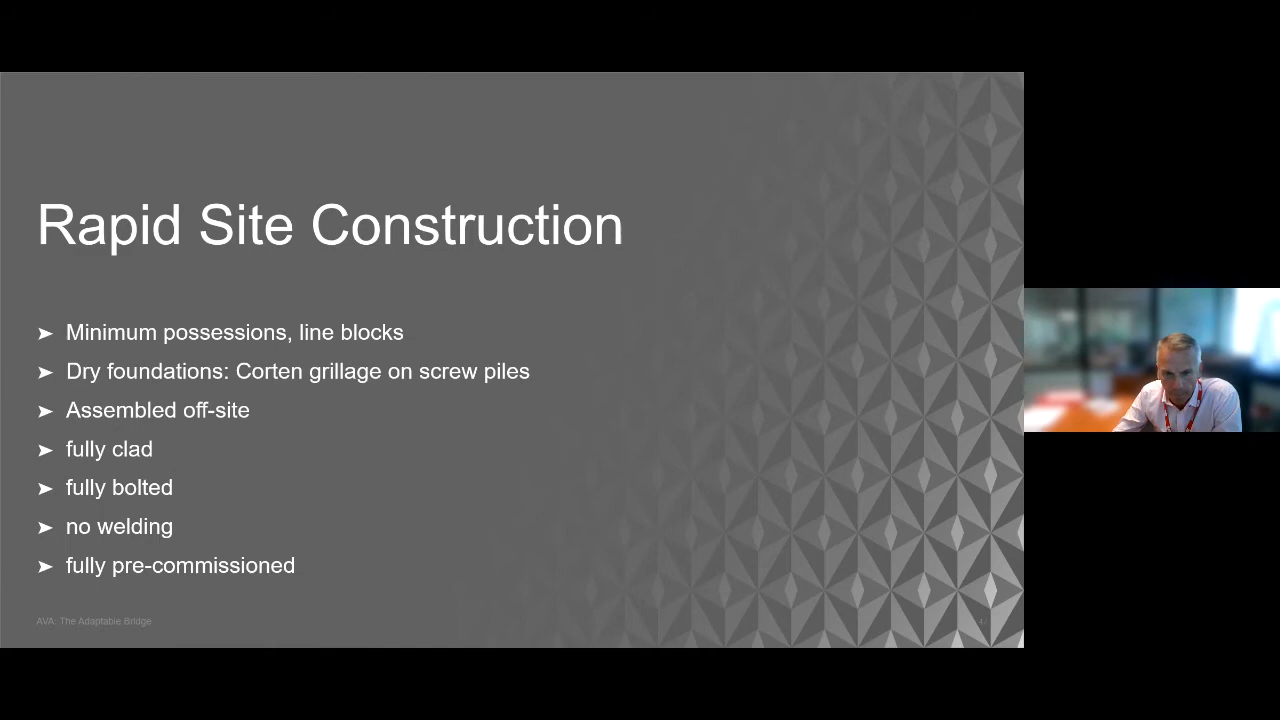 Rapid Site Construction
➤ Minimum possessions, line blocks
➤ Dry foundations: Corten grillage on screw piles
➤ Assembled off-site
➤ fully clad
➤ fully bolted
➤ no welding
➤ fully pre-commissioned
AVA: The Adaptable Bridge